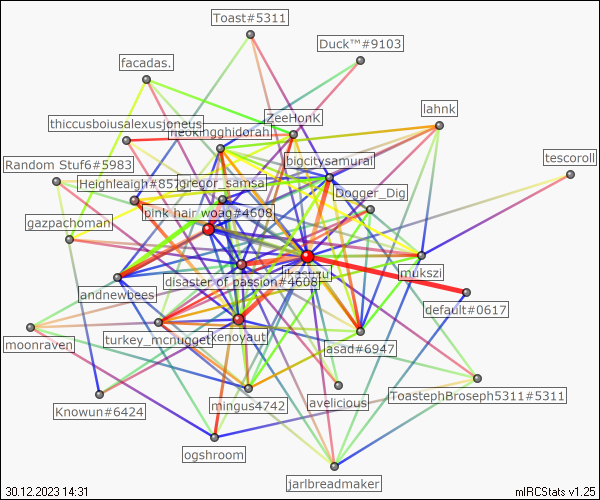 Toast#5311
Duck™#9103
facadas.
lahnk
ZeeHonK
thiccusboiusalexusjoneus
neokingghidorah
bigcitysamurai
tescoroll
Random Stuf6#5983
Heighleigh#857
gregor_samsa
Dogger_Dig
pink hair woag#4608
gazpachoman
mukszi
disaster of passion#4608
andnewbees
default#0617
moonraven
turkey_mcnugget
kenoyaut
asad#6947
ToastephBroseph5311#5311
avelicious
mingus4742
Knowun#6424
ogshroom
jarlbreadmaker
30.12.2023 14:31
mIRCStats v1.25